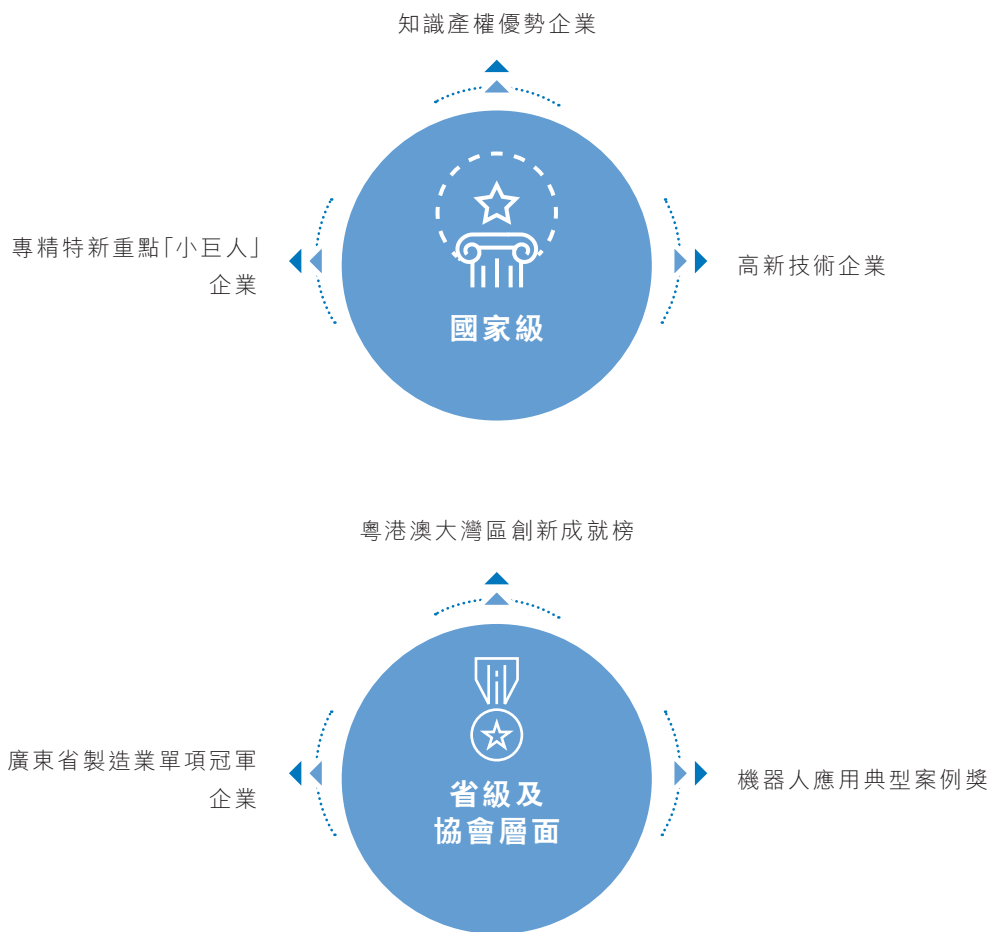 知識產權優勢企業
專精特新重點「小巨人」
企業
高新技術企業
國家級
粵港澳大灣區創新成就榜
廣東省製造業單項冠軍
企業
機器人應用典型案例獎
省級及
協會層面